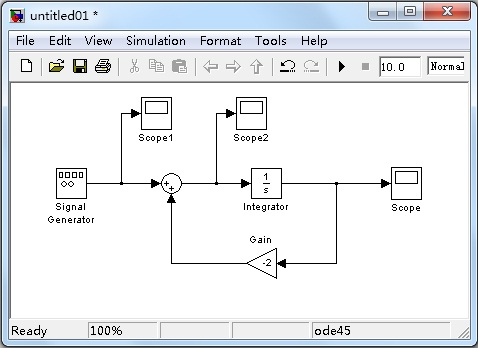 untitled01 *
File Edit View Simulation Format Tools Help
10.0 Norma
Scope1 Scope2
+
+
1
s
Signal
Generator
Integrator
Scope
Gain
-2
Ready 100% ode45